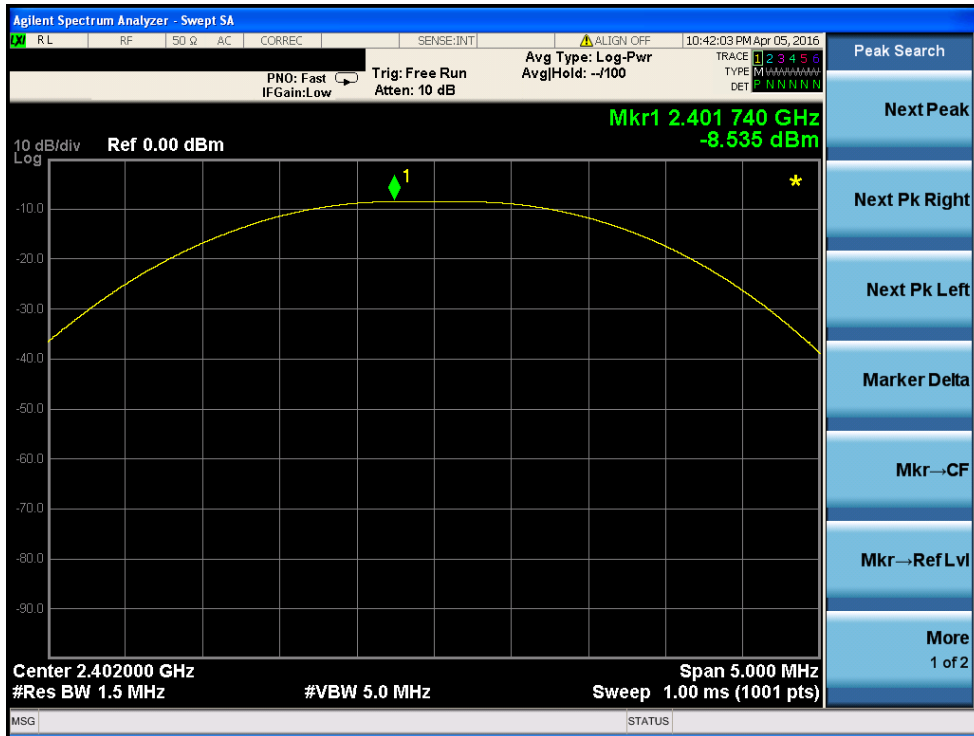 Agilent Spectrum Analyzer - Swept SA
LXI RL RF 50 Ω AC CORREC SENSE:INT ALIGN OFF 10:42:03 PM Apr 05, 2016
Peak Search
PNO: Fast
IFGain:Low
Trig: Free Run
Atten: 10 dB
Avg Type: Log-Pwr
Avg|Hold: --/100
TRACE 1 2 3 4 5 6
TYPE M WWWWW
DET P N N N N N
Mkr1 2.401 740 GHz
-8.535 dBm
10 dB/div Ref 0.00 dBm
Log
1
*
-10.0
-20.0
-30.0
-40.0
-50.0
-60.0
-70.0
-80.0
-90.0
Center 2.402000 GHz Span 5.000 MHz
#Res BW 1.5 MHz #VBW 5.0 MHz Sweep 1.00 ms (1001 pts)
MSG STATUS
Next Peak
Next Pk Right
Next Pk Left
Marker Delta
Mkr→CF
Mkr→Ref Lvl
More
1 of 2